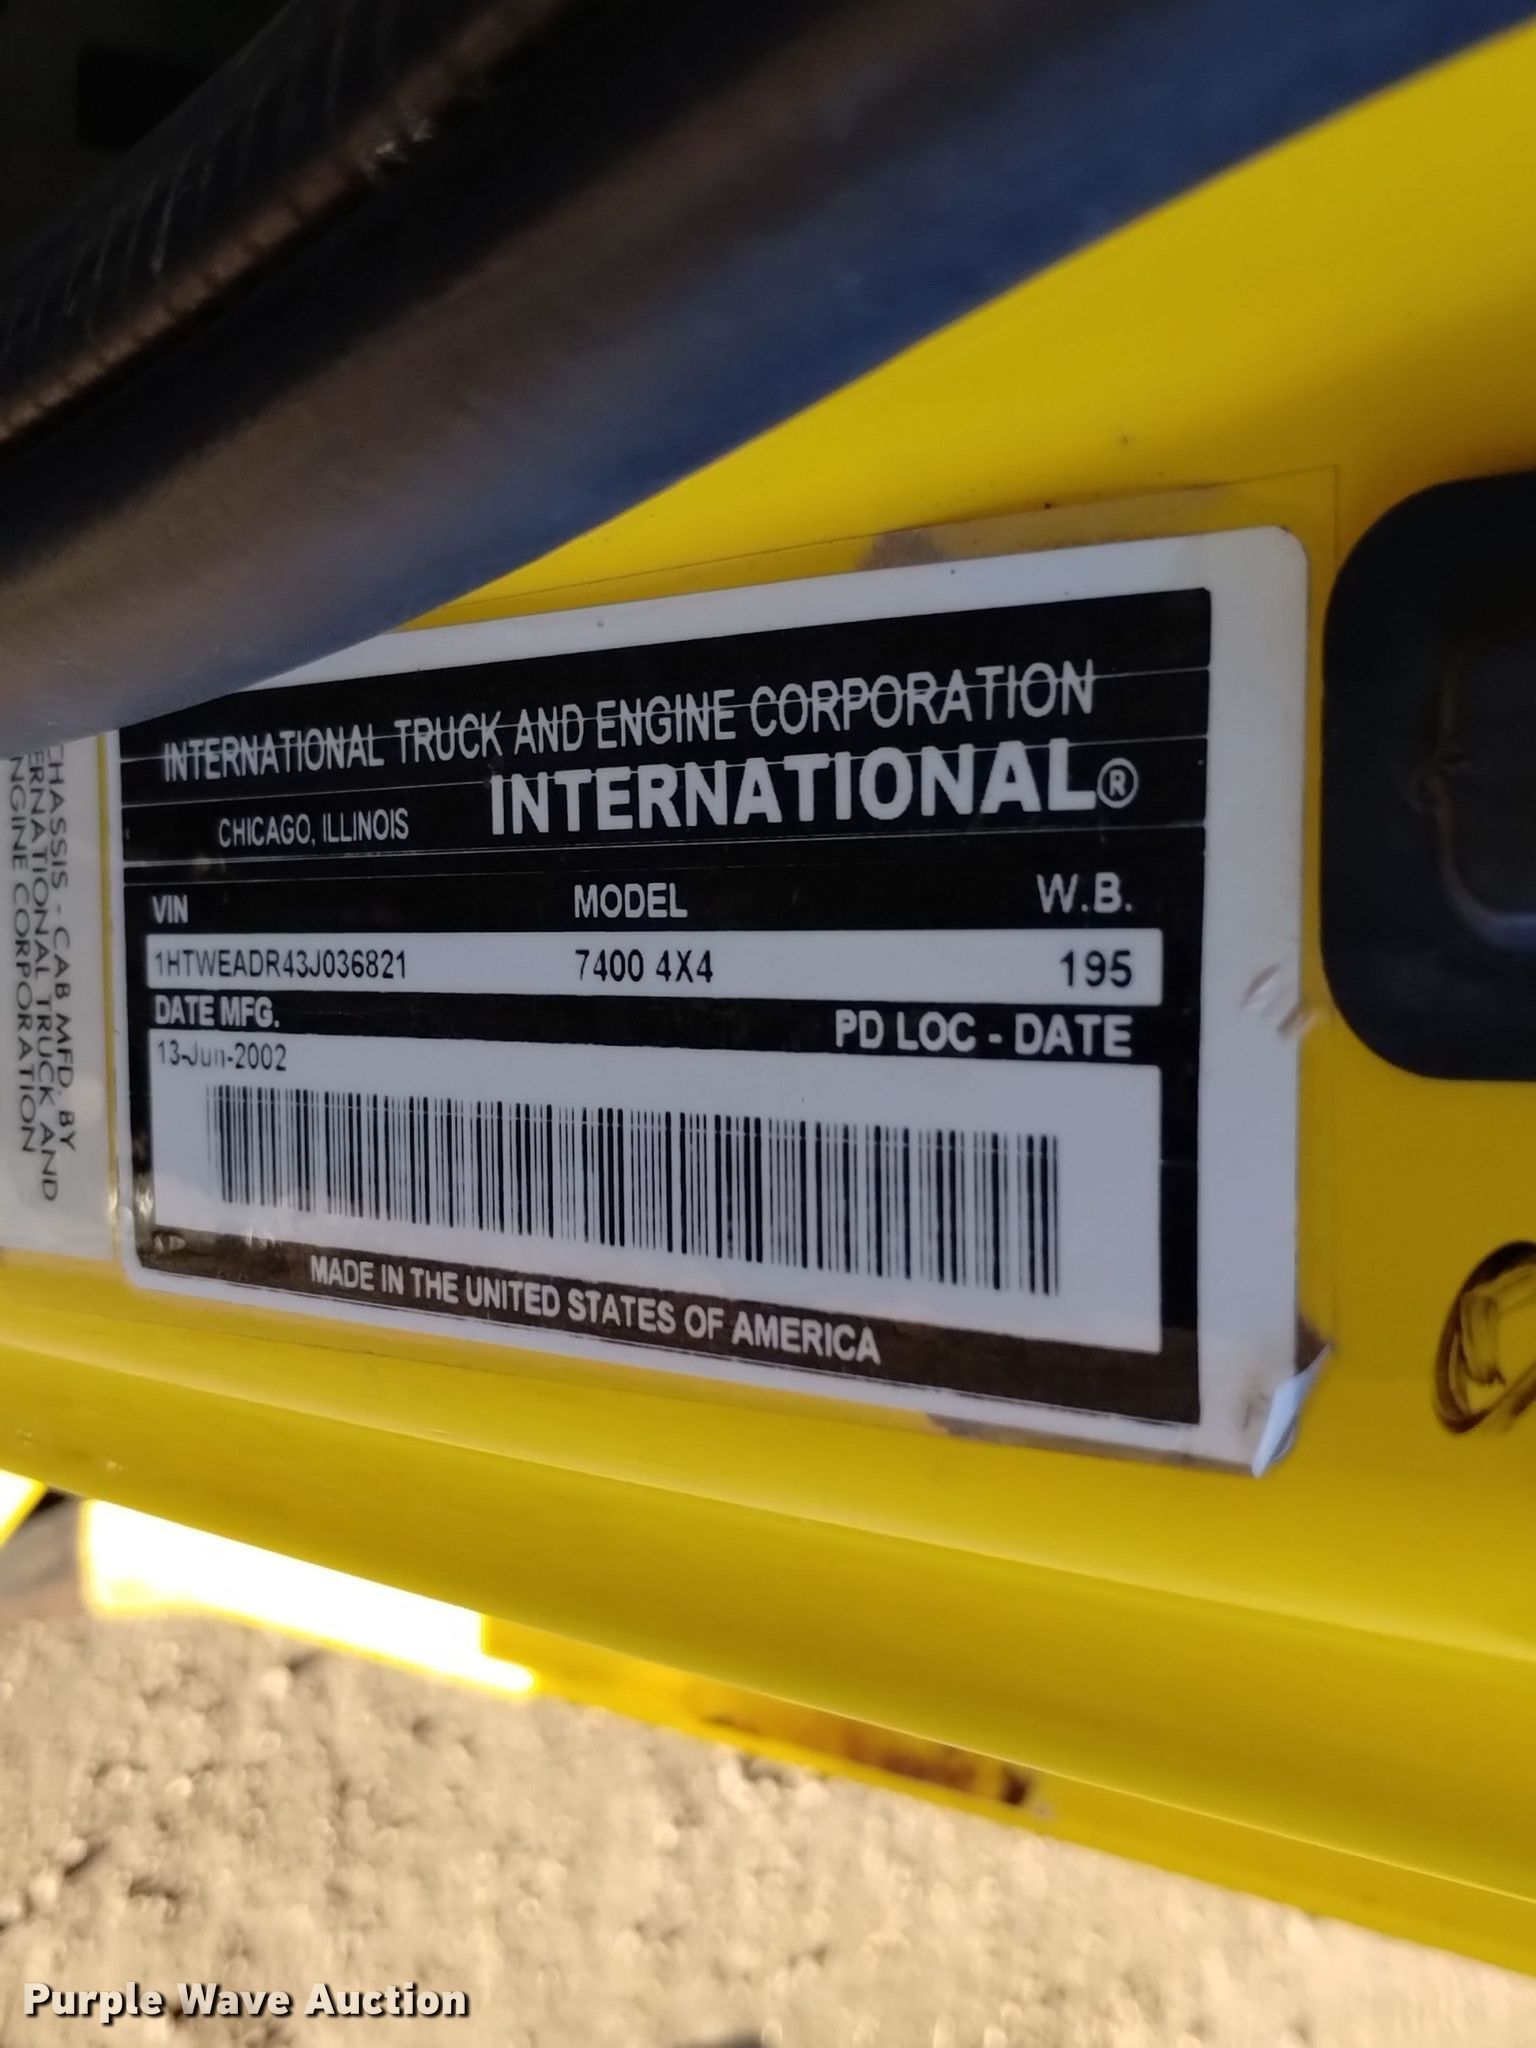 INTERNATIONAL TRUCK AND ENGINE CORPORATION
CHICAGO, ILLINOIS INTERNATIONAL®
VIN MODEL W.B.
1HTWEADR43J036821 7400 4X4 195
DATE MFG. PD LOC - DATE
13-Jun-2002
MADE IN THE UNITED STATES OF AMERICA
CHASSIS - CAB MFD. BY
ERNATIONAL TRUCK AND
NGINE CORPORATION
Purple Wave Auction